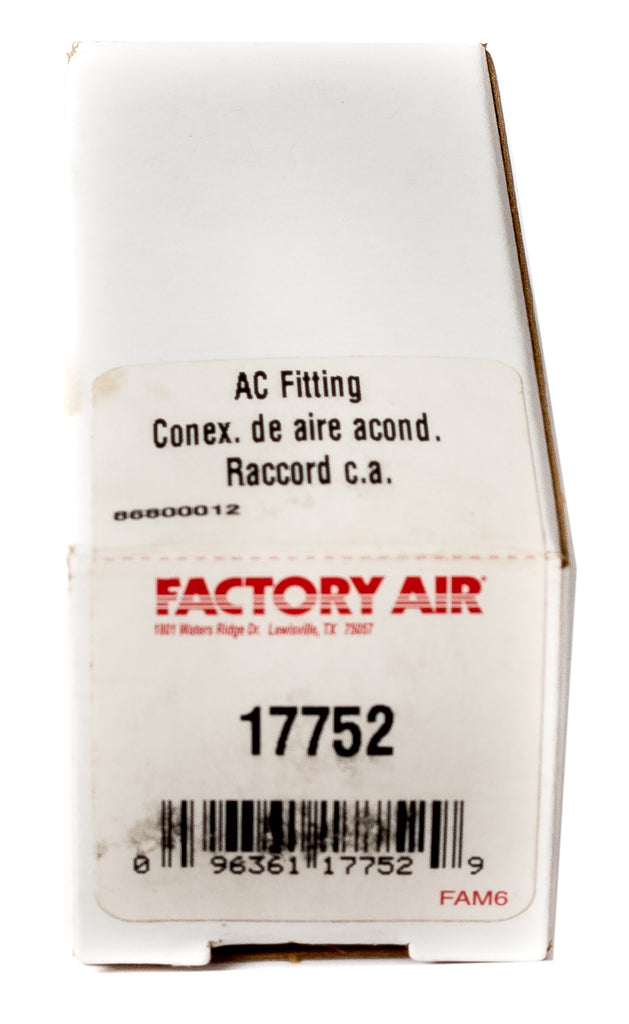 AC Fitting
Conex. de aire acond.
Raccord c.a.
86800012
FACTORY AIR
1801 Waters Ridge Dr. Lewisville, TX 75057
17752
0 96361 17752 9
FAM6